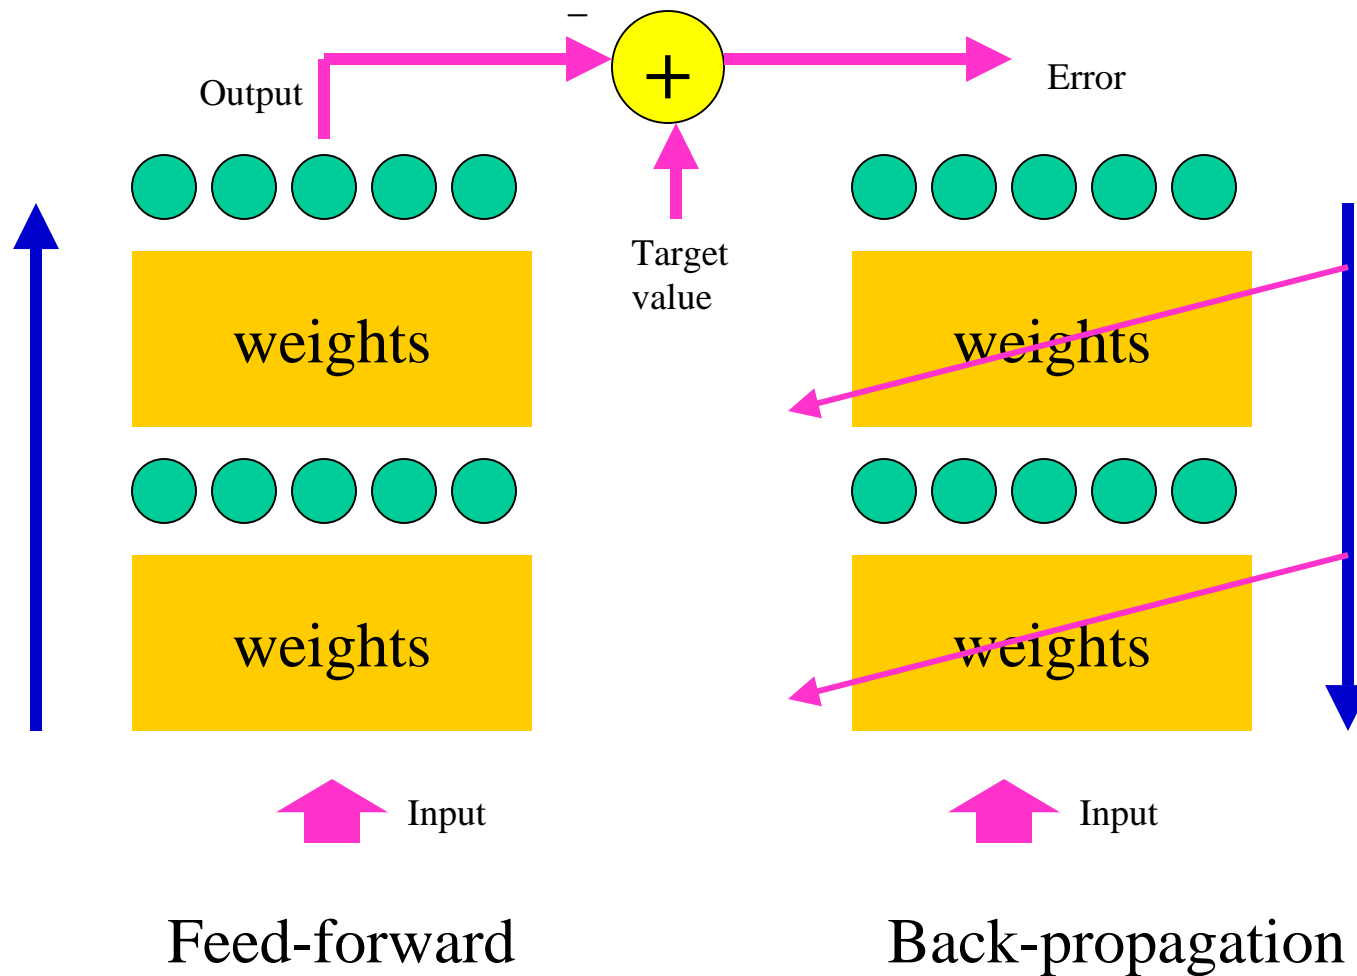 –
+
Output
Error
Target
value
weights
weights
weights
weights
Input
Input
Feed-forward
Back-propagation